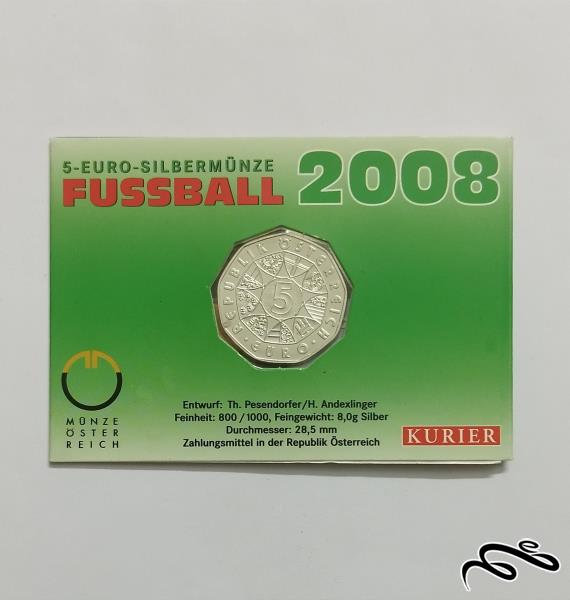 5-EURO-SILBERMÜNZE
FUSSBALL 2008
REPUBLIK ÖSTERREICH
5
EURO
Entwurf: Th. Pesendorfer/H. Andexlinger
Feinheit: 800/1000, Feingewicht: 8,0g Silber
Durchmesser: 28,5 mm
Zahlungsmittel in der Republik Österreich
MÜNZE
ÖSTER
REICH
KURIER